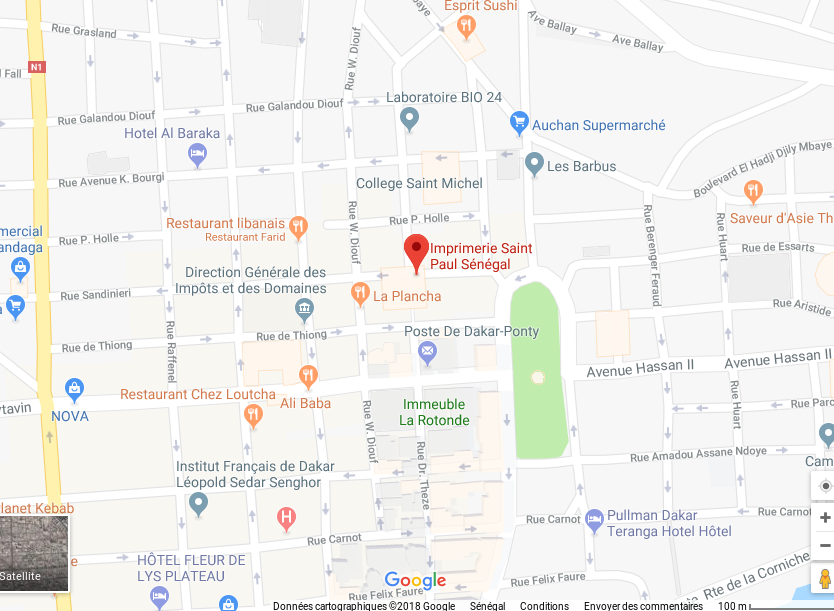 Esprit Sushi
Rue Grasland
Ave Ballay
Ave Ballay
Rue W. Diouf
Fall
N1
Laboratoire BIO 24
Rue Galandou Diouf
Rue Galandou Diouf
Auchan Supermarché
Hotel Al Baraka
Les Barbus
Boulevard El Hadji Djily Mbaye
Rue Avenue K. Bourgi
College Saint Michel
Rue W. Diouf
Rue Berenger Feraud
Rue Huart
Saveur d'Asie Th
Restaurant libanais
Restaurant Farid
Rue P. Holle
Rue P. Holle
Imprimerie Saint
Paul Sénégal
Rue de Essarts
Direction Générale des
Impôts et des Domaines
Rue Sandinieri
La Plancha
Rue Aristide
Rue Raffenel
Rue de Thiong
Rue de Thiong
Poste De Dakar-Ponty
Avenue Hassan II
Avenue Hassan II
Restaurant Chez Loutcha
Ali Baba
NOVA
Rue W. Diouf
Immeuble
La Rotonde
Rue Huart
Rue Dr. Theze
Rue Amadou Assane Ndoye
Institut Français de Dakar
Léopold Sedar Senghor
Rue Carnot
Rue Carnot
Pullman Dakar
Teranga Hotel Hôtel
Rue Carnot
Satellite
HÔTEL FLEUR DE
LYS PLATEAU
Google
Rue Felix Faure
Rue Felix Faure
Rte de la Corniche
Données cartographiques ©2018 Google Sénégal Conditions Envoyer des commentaires 100 m